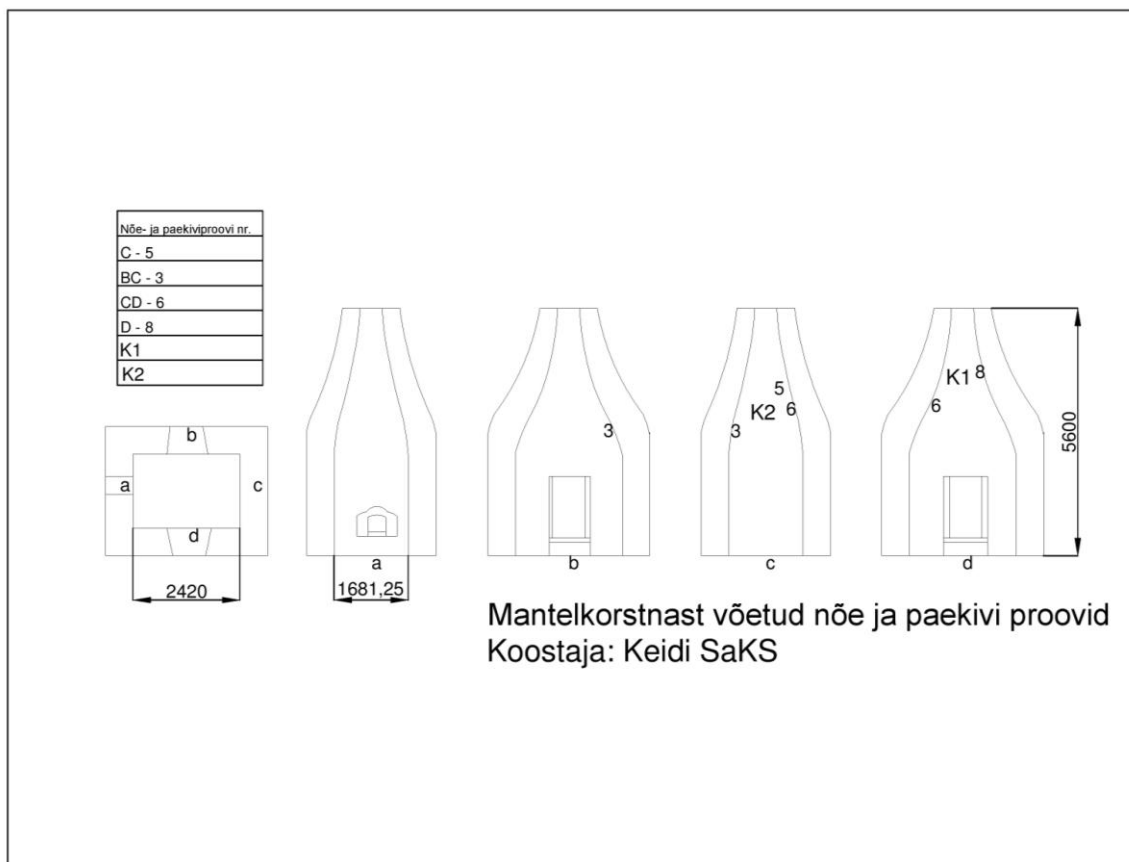 Nõe- ja paekiviproovi nr.
C - 5
BC - 3
CD - 6
D - 8
K1
K2
b
a
c
d
2420
a
1681,25
3
b
5
K2
6
3
c
K1
8
6
d
5600
Mantelkorstnast võetud nõe ja paekivi proovid
Koostaja: Keidi SaKS